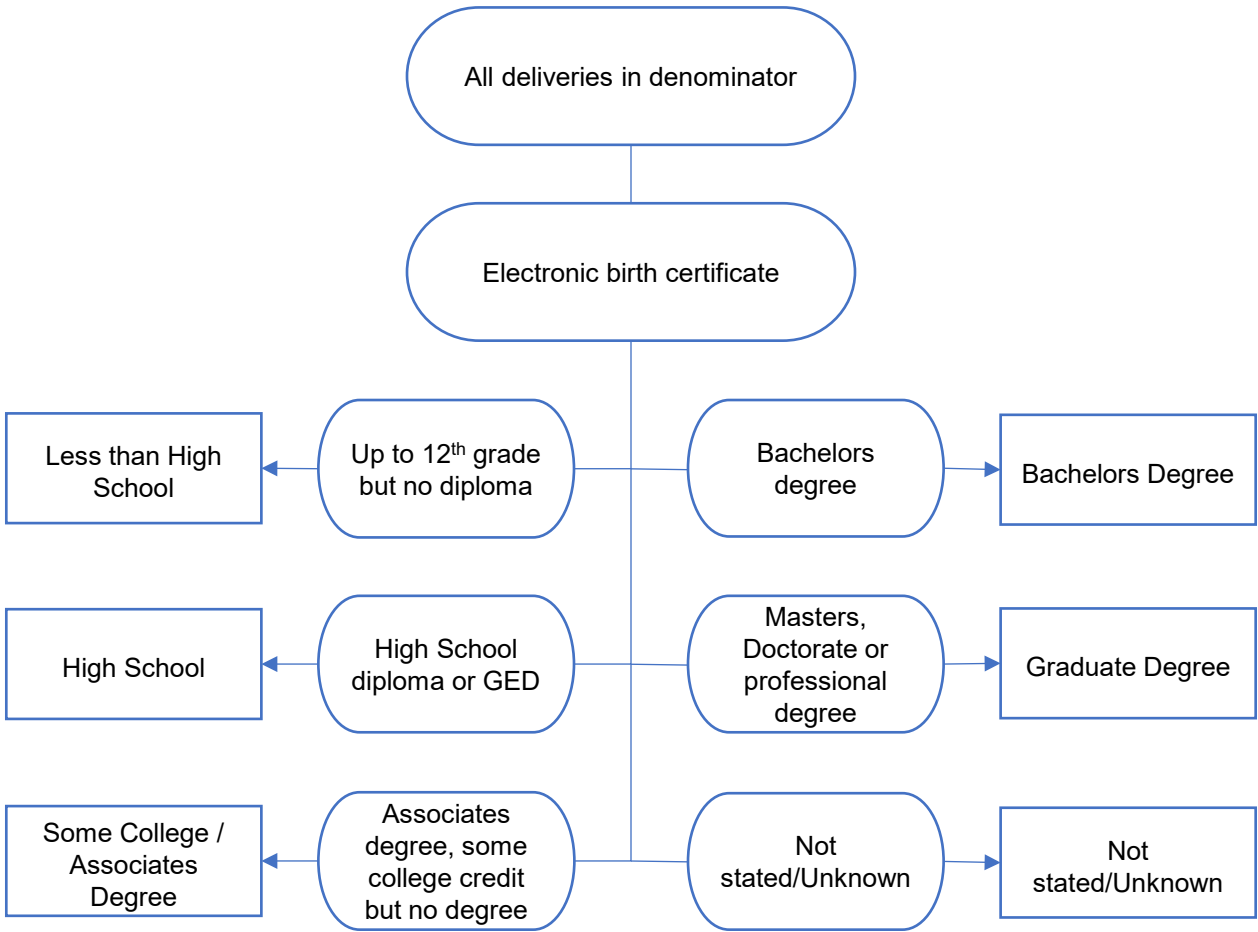 All deliveries in denominator
Electronic birth certificate
Less than High
School
Up to 12th grade
but no diploma
Bachelors
degree
Bachelors Degree
High School
High School
diploma or GED
Masters,
Doctorate or
professional
degree
Graduate Degree
Some College /
Associates
Degree
Associates
degree, some
college credit
but no degree
Not
stated/Unknown
Not
stated/Unknown